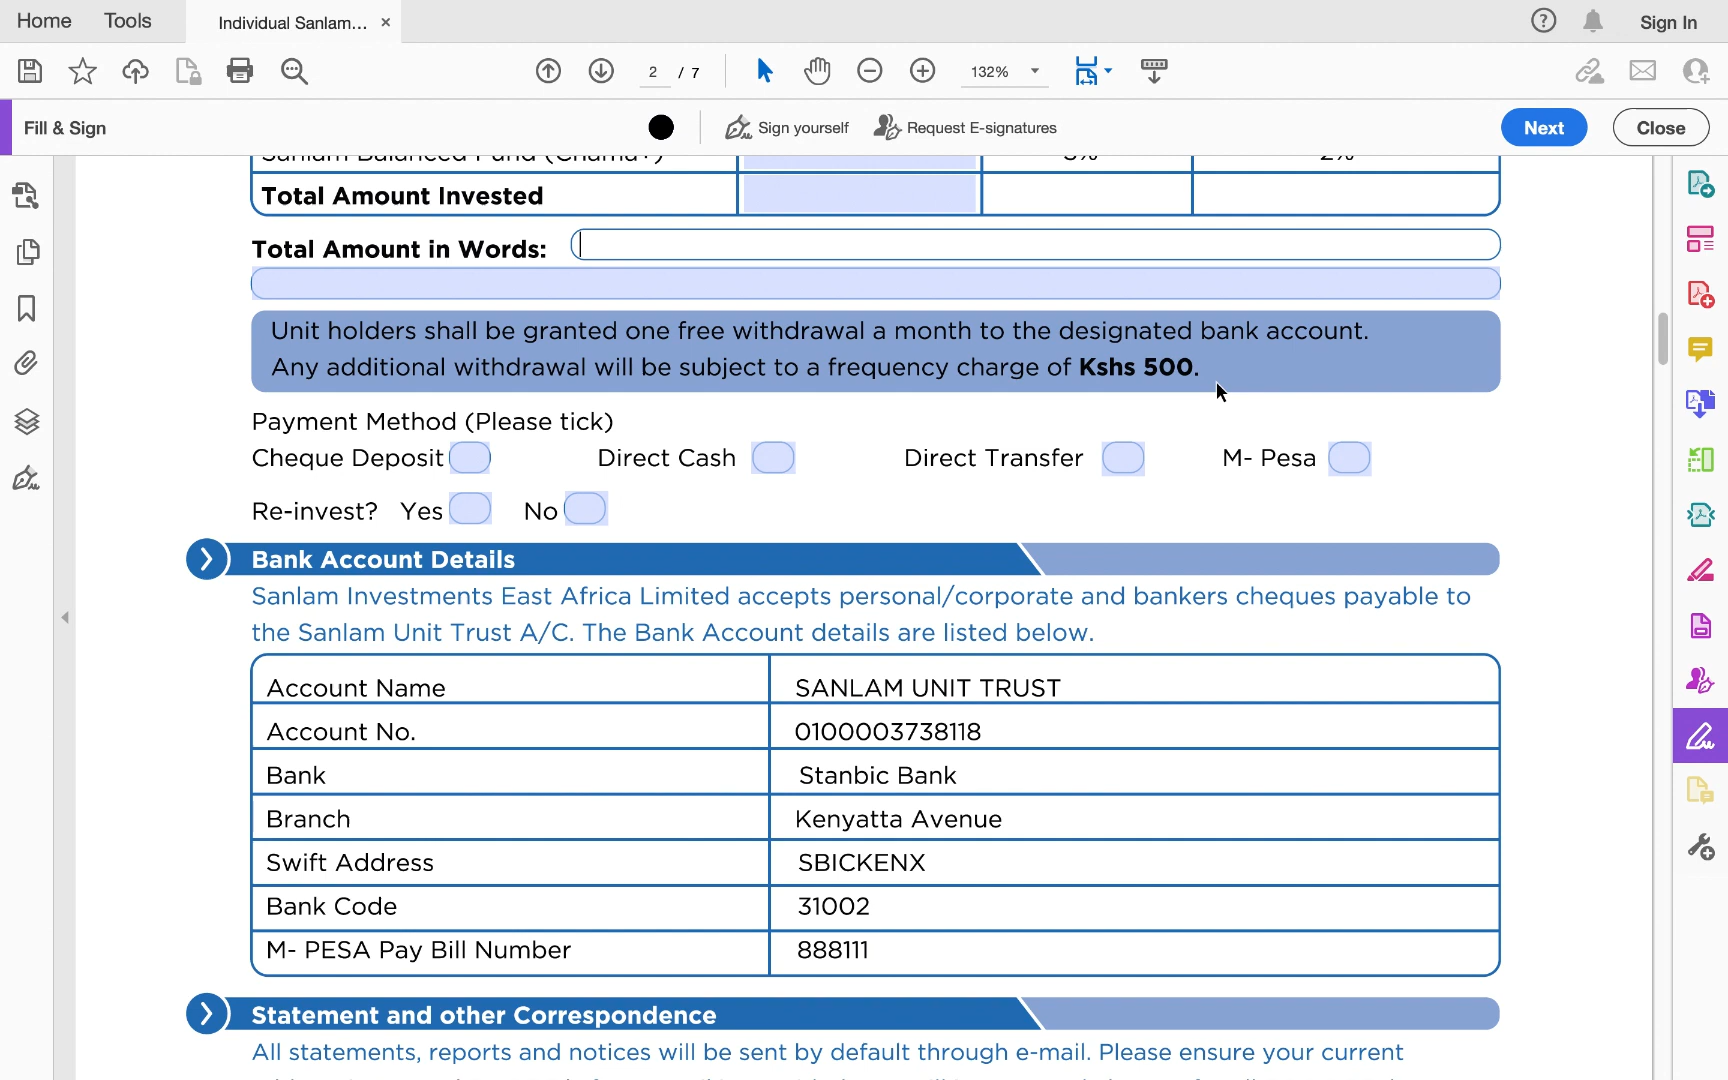 Home Tools Individual Sanlam... × Sign In
2 / 7 132%
Fill & Sign Sign yourself Request E-signatures Next Close
Sanlam Balanced Fund (Chama+) 3% 2%
Total Amount Invested
Total Amount in Words:
Unit holders shall be granted one free withdrawal a month to the designated bank account.
Any additional withdrawal will be subject to a frequency charge of Kshs 500.
Payment Method (Please tick)
Cheque Deposit Direct Cash Direct Transfer M- Pesa
Re-invest? Yes No
Bank Account Details
Sanlam Investments East Africa Limited accepts personal/corporate and bankers cheques payable to
the Sanlam Unit Trust A/C. The Bank Account details are listed below.
Account Name SANLAM UNIT TRUST
Account No. 0100003738118
Bank Stanbic Bank
Branch Kenyatta Avenue
Swift Address SBICKENX
Bank Code 31002
M- PESA Pay Bill Number 888111
Statement and other Correspondence
All statements, reports and notices will be sent by default through e-mail. Please ensure your current